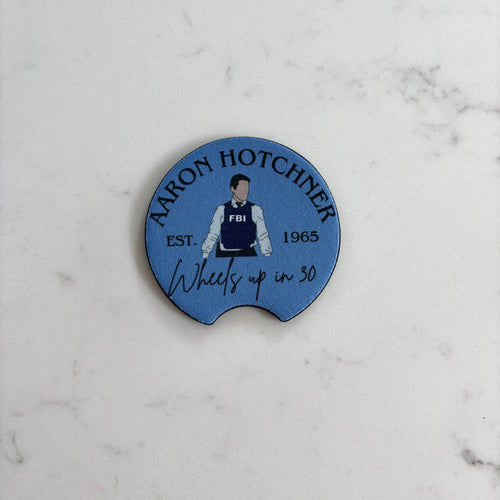 AARON HOTCHNER
FBI
EST. 1965
Wheels up in 30